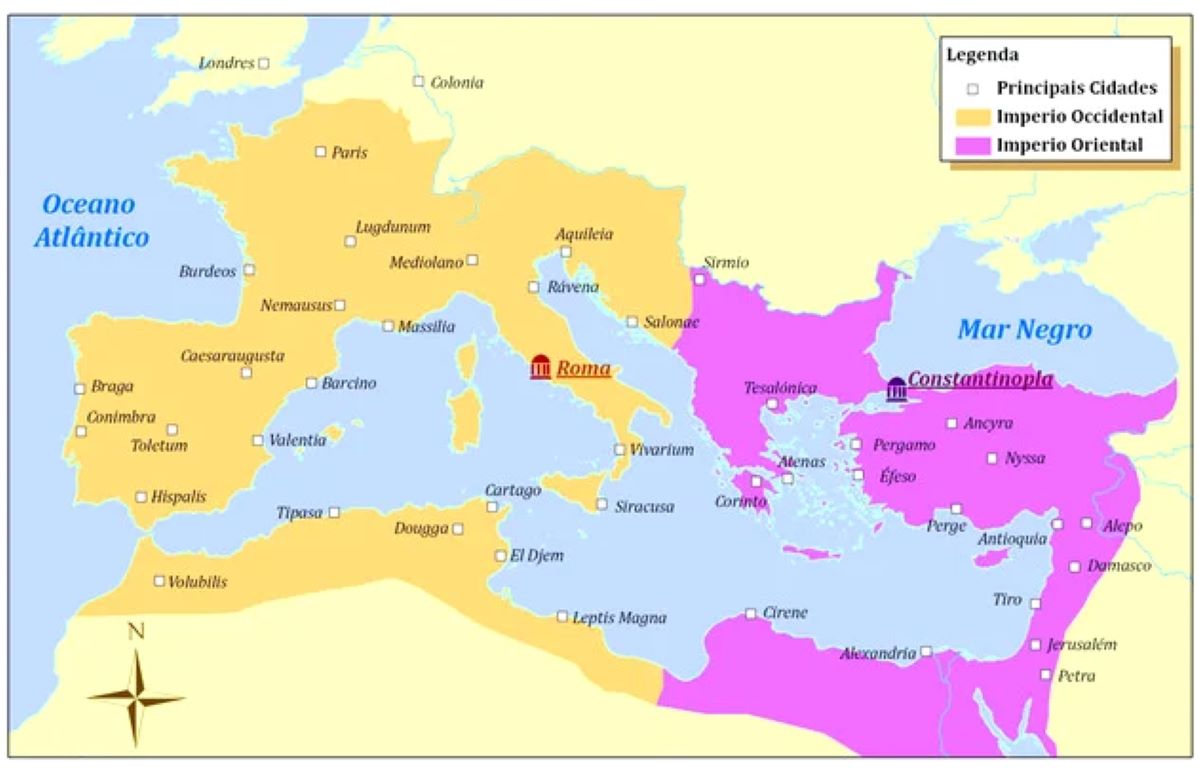 Legenda
Principais Cidades
Imperio Occidental
Imperio Oriental
Londres
Colonia
Paris
Oceano
Atlântico
Lugdunum
Aquileia
Mediolano
Burdeos
Sirmio
Rávena
Nemausus
Massilia
Salonae
Mar Negro
Caesaraugusta
Braga
Barcino
Roma
Constantinopla
Tesalónica
Conimbra
Toletum
Valentia
Ancyra
Vivarium
Pergamo
Nyssa
Atenas
Éfeso
Hispalis
Cartago
Siracusa
Corinto
Tipasa
Dougga
Perge
Alepo
Antioquia
El Djem
Damasco
Volubilis
Tiro
Leptis Magna
Cirene
N
Alexandria
Jerusalém
Petra